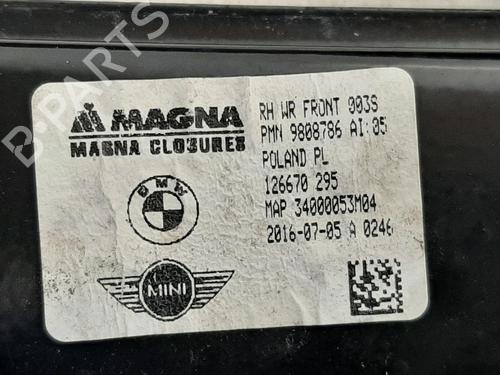 B-PARTS
MAGNA
MAGNA CLOSURES
BMW
MINI
RH WR FRONT 003S
PMN 9808786 AI:05
POLAND PL
126670 295
MAP 34000053M04
2016-07-05 A 0246